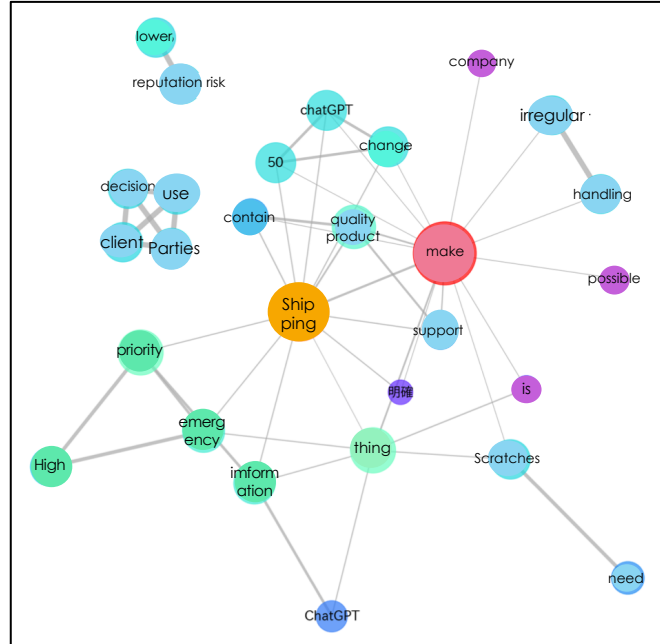 lower,
reputation risk
company
chatGPT
irregular ·
change
50
decision
use
handling
contain
quality
product
client
Parties
make
possible
Ship
ping
support
priority
is
明確
emerg
ency
thing
High
Scratches
imform
ation
need
ChatGPT